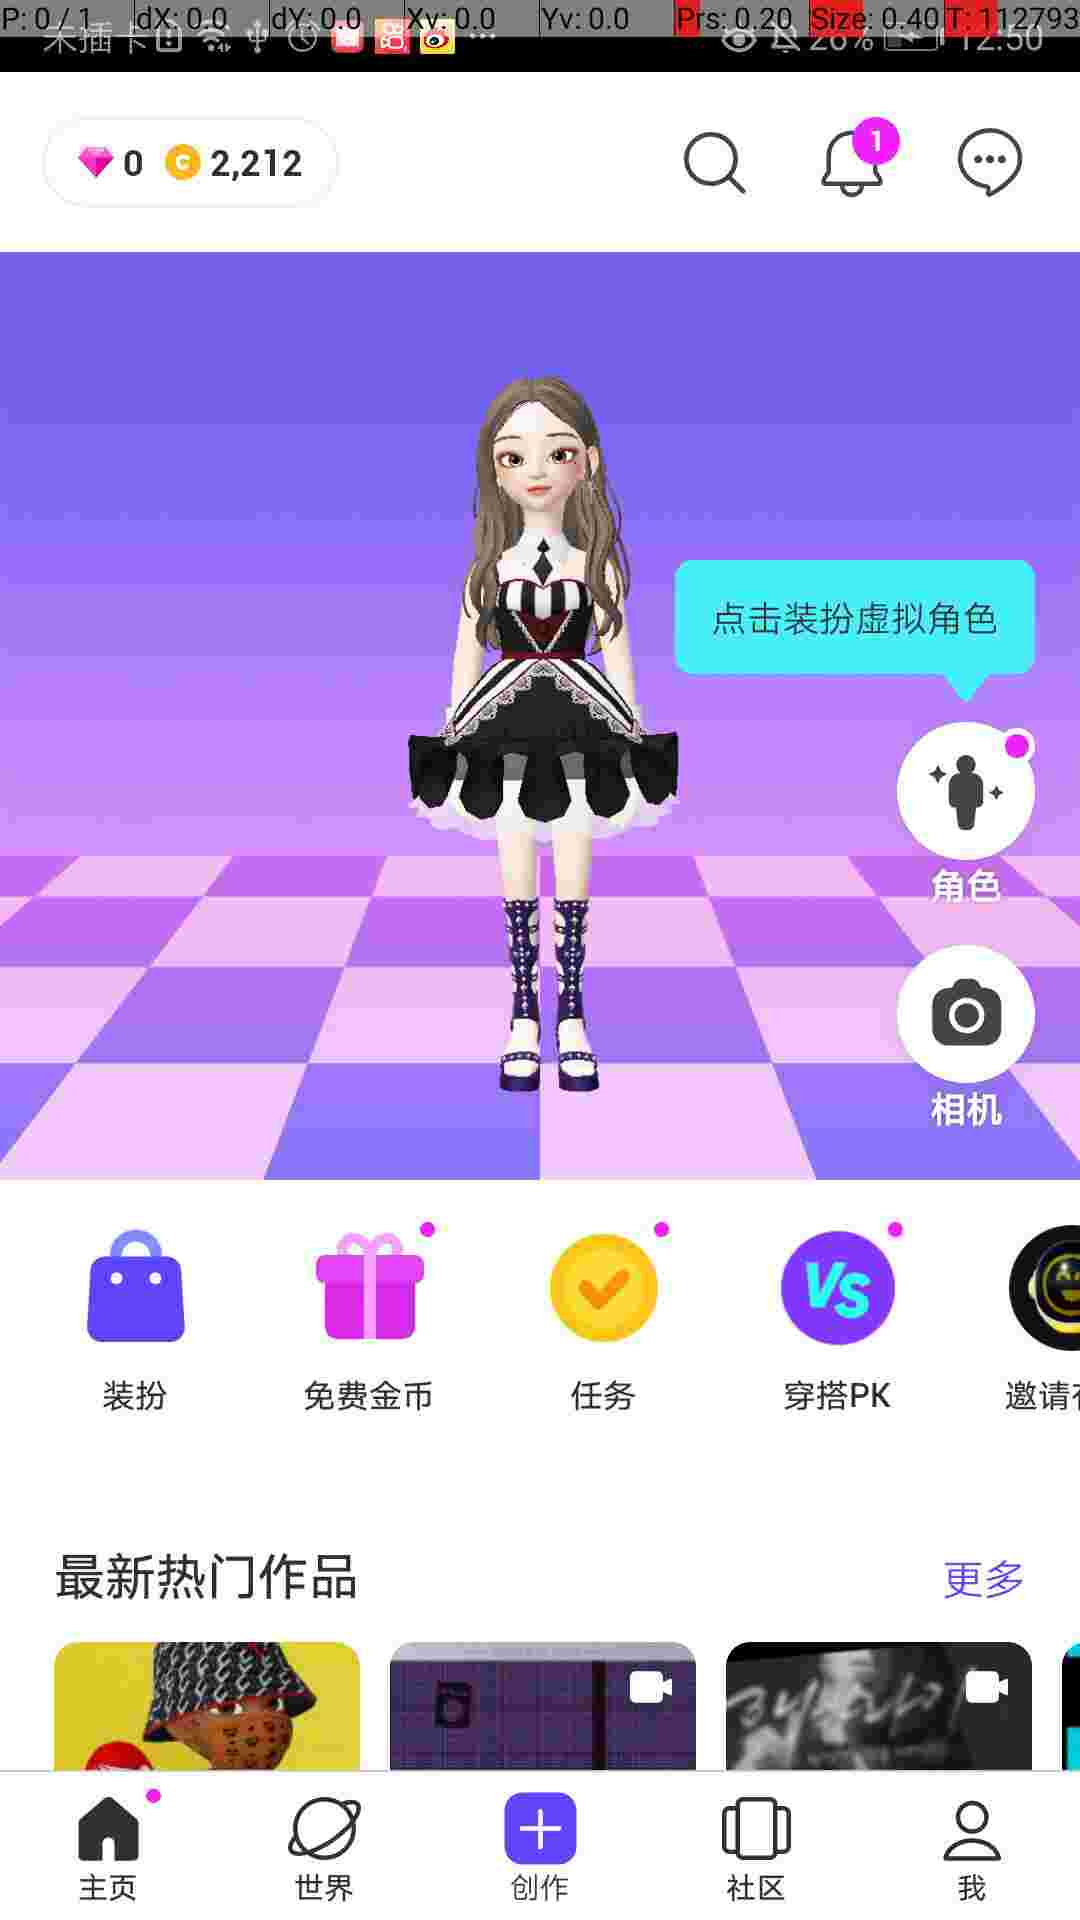 P: 0 / 1 dX: 0.0 dY: 0.0 Xv: 0.0 Yv: 0.0 Prs: 0.20 Size: 0.40 T: 112793
未插卡 26% 12:50
0 2,212
1
点击装扮虚拟角色
角色
相机
VS
装扮 免费金币 任务 穿搭PK 邀请
最新热门作品 更多
主页 世界 创作 社区 我